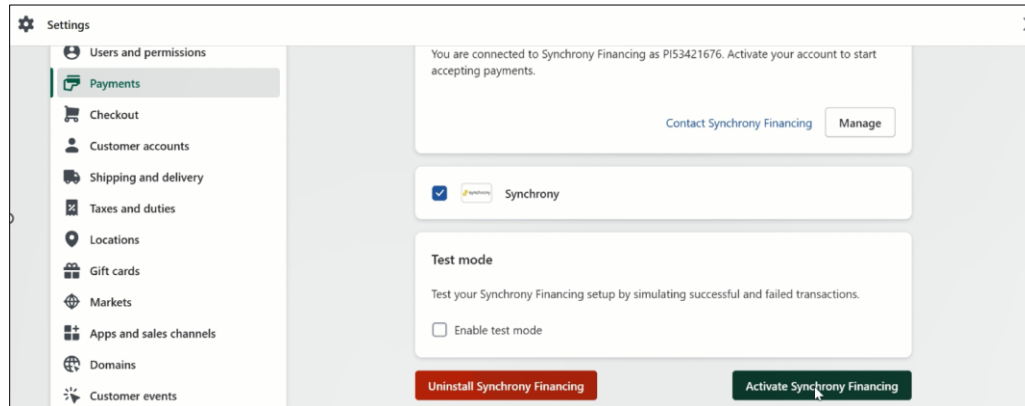 Settings
Users and permissions
Payments
Checkout
Customer accounts
Shipping and delivery
Taxes and duties
Locations
Gift cards
Markets
Apps and sales channels
Domains
Customer events
You are connected to Synchrony Financing as PI53421676. Activate your account to start
accepting payments.
Contact Synchrony Financing
Manage
synchrony
Synchrony
Test mode
Test your Synchrony Financing setup by simulating successful and failed transactions.
Enable test mode
Uninstall Synchrony Financing
Activate Synchrony Financing